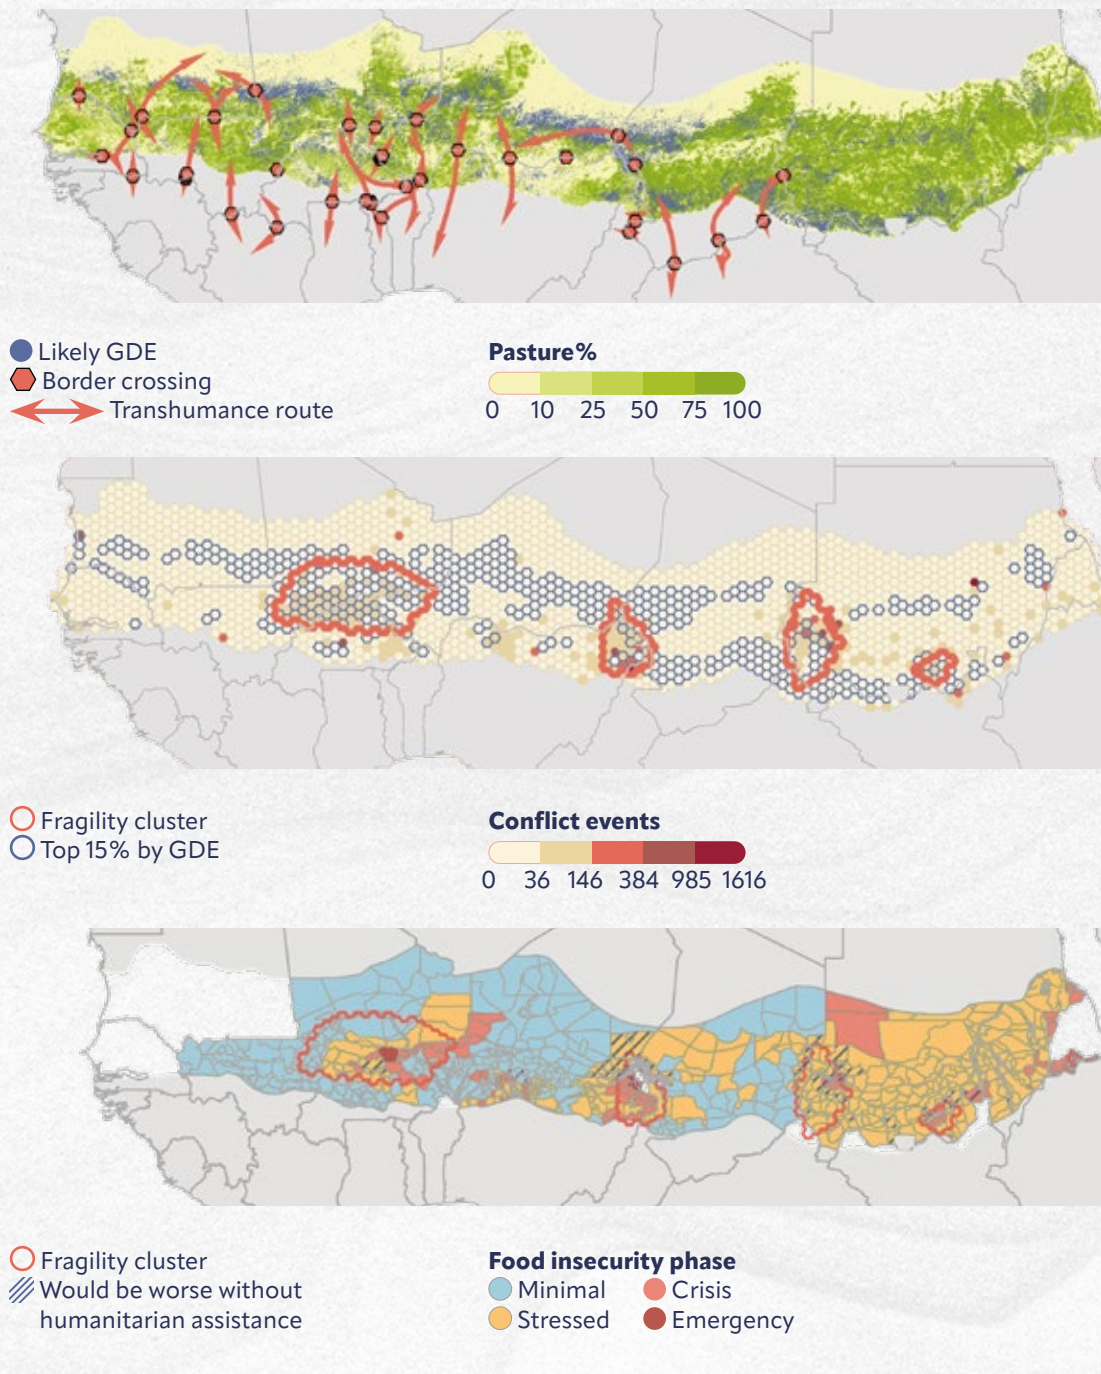 Likely GDE
Border crossing
Transhumance route
Pasture%
0 10 25 50 75 100
Fragility cluster
Top 15% by GDE
Conflict events
0 36 146 384 985 1616
Fragility cluster
Would be worse without
humanitarian assistance
Food insecurity phase
Minimal Crisis
Stressed Emergency